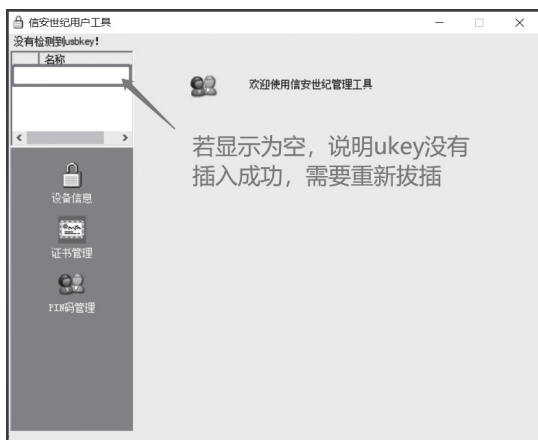 信安世纪用户工具
没有检测到usbkey!
名称
欢迎使用信安世纪管理工具
若显示为空，说明ukey没有
插入成功，需要重新拔插
设备信息
证书管理
PIN码管理